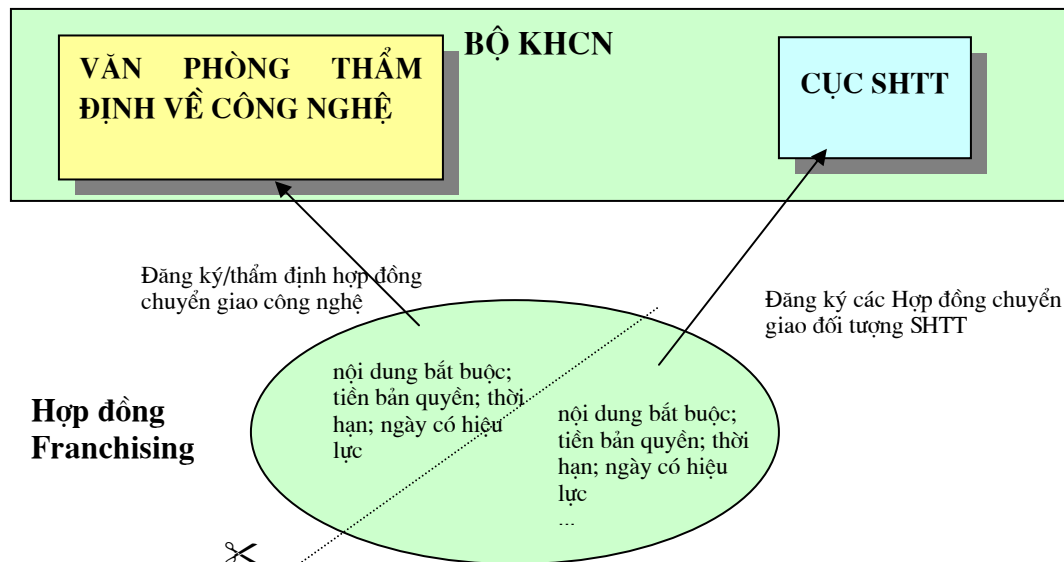 BỘ KHCN
VĂN PHÒNG THẨM
ĐỊNH VỀ CÔNG NGHỆ
CỤC SHTT
Đăng ký/thẩm định hợp đồng
chuyển giao công nghệ
Đăng ký các Hợp đồng chuyển
giao đối tượng SHTT
Hợp đồng
Franchising
nội dung bắt buộc;
tiền bản quyền; thời
hạn; ngày có hiệu
lực
nội dung bắt buộc;
tiền bản quyền; thời
hạn; ngày có hiệu
lực
...